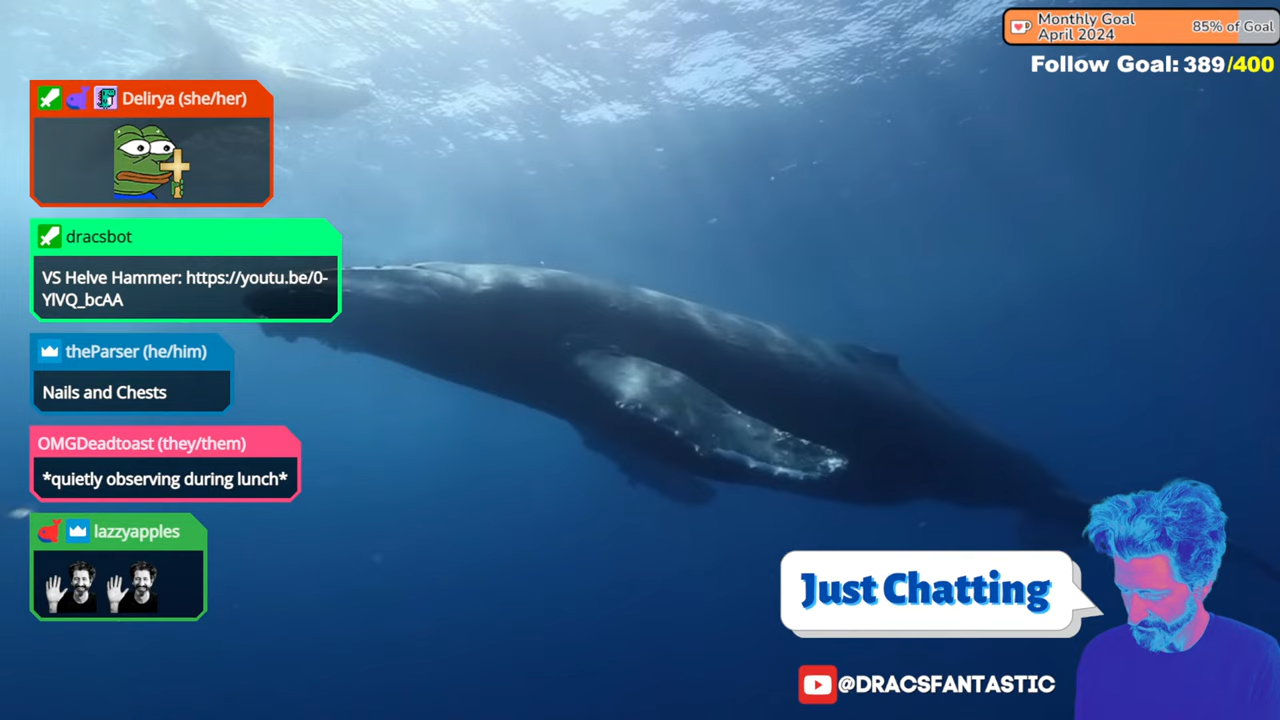 Monthly Goal
April 2024
85% of Goal
Follow Goal: 389/400
Delirya (she/her)
dracsbot
VS Helve Hammer: https://youtu.be/0-
YlVQ_bcAA
theParser (he/him)
Nails and Chests
OMGDeadtoast (they/them)
*quietly observing during lunch*
lazzyapples
Just Chatting
@DRACSFANTASTIC